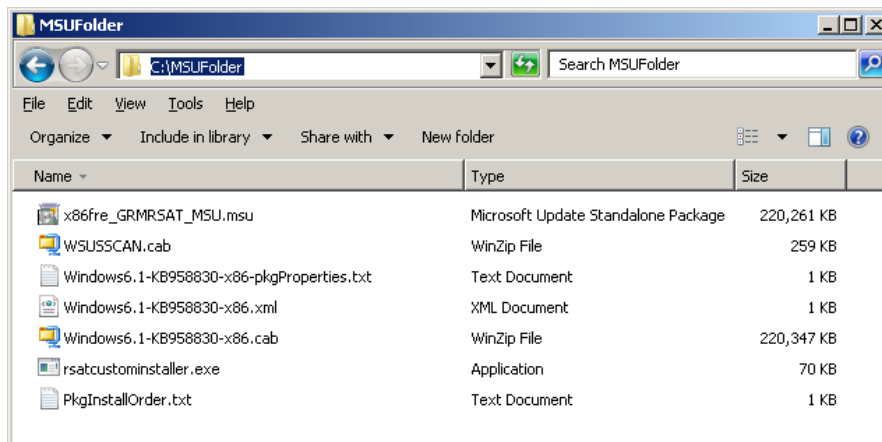 MSUFolder
C:\MSUFolder Search MSUFolder
File Edit View Tools Help
Organize Include in library Share with New folder
Name Type Size
x86fre_GRMRSAT_MSU.msu Microsoft Update Standalone Package 220,261 KB
WSUSSCAN.cab WinZip File 259 KB
Windows6.1-KB958830-x86-pkgProperties.txt Text Document 1 KB
Windows6.1-KB958830-x86.xml XML Document 1 KB
Windows6.1-KB958830-x86.cab WinZip File 220,347 KB
rsatcustominstaller.exe Application 70 KB
PkgInstallOrder.txt Text Document 1 KB